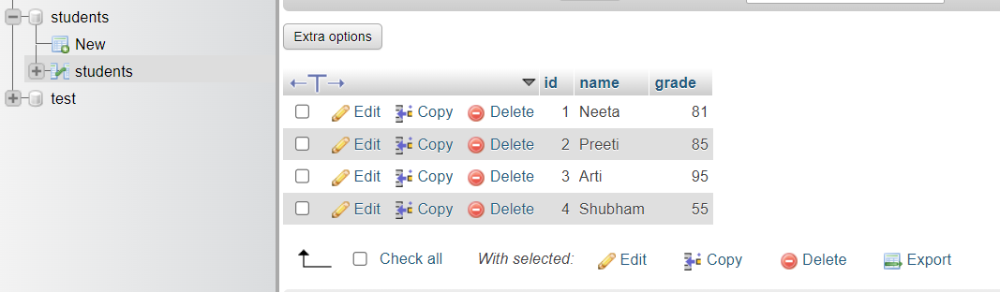 students
New
students
test
Extra options
id name grade
Edit Copy Delete 1 Neeta 81
Edit Copy Delete 2 Preeti 85
Edit Copy Delete 3 Arti 95
Edit Copy Delete 4 Shubham 55
Check all With selected: Edit Copy Delete Export